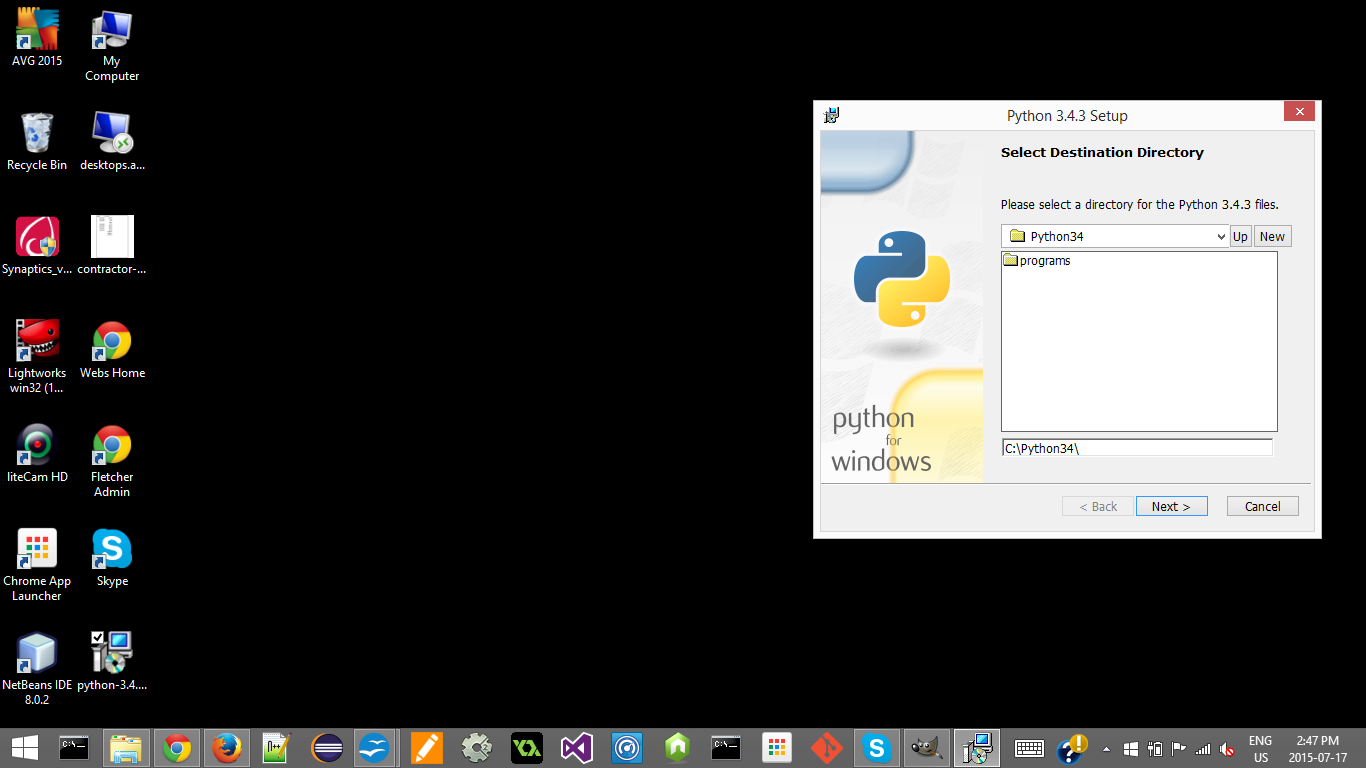 AVG 2015
My
Computer
Recycle Bin
desktops.a...
Synaptics_v...
contractor-...
Lightworks
win32 (1...
Webs Home
liteCam HD
Fletcher
Admin
Chrome App
Launcher
Skype
NetBeans IDE
8.0.2
python-3.4....
Python 3.4.3 Setup
Select Destination Directory
Please select a directory for the Python 3.4.3 files.
Python34
Up
New
programs
C:\Python34\
python
for
windows
< Back
Next >
Cancel
ENG
US
2:47 PM
2015-07-17